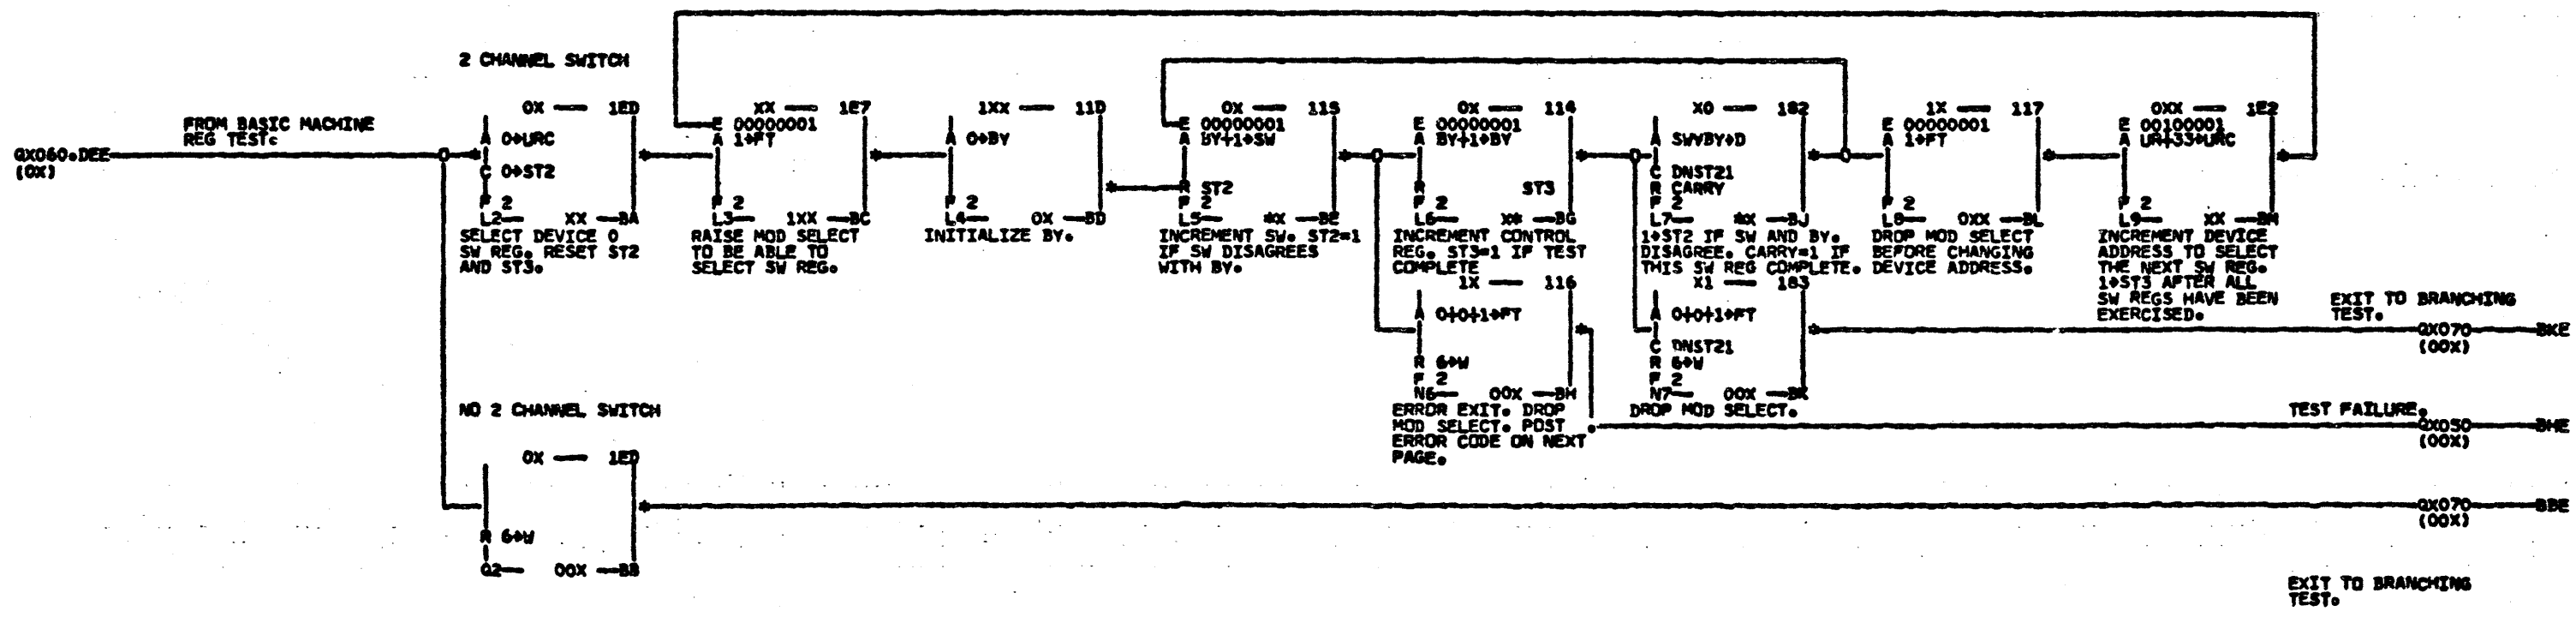 2 CHANNEL SWITCH
FROM BASIC MACHINE
REG TEST.
QX060.DEE
(0X)
0X — 1ED
A 0→URC
C 0→ST2
F 2
L2— XX —BA
SELECT DEVICE 0
SW REG. RESET ST2
AND ST3.
XX — 1E7
E 00000001
A 1→FT
F 2
L3— 1XX —BC
RAISE MOD SELECT
TO BE ABLE TO
SELECT SW REG.
1XX — 11D
A 0→BY
F 2
L4— 0X —BD
INITIALIZE BY.
0X — 115
E 00000001
A BY+1→SW
R ST2
F 2
L5— *X —BE
INCREMENT SW. ST2=1
IF SW DISAGREES
WITH BY.
0X — 114
E 00000001
A BY+1→BY
R ST3
F 2
L6— X* —BG
INCREMENT CONTROL
REG. ST3=1 IF TEST
COMPLETE
X0 — 182
A SW∀BY→D
C DNST21
R CARRY
F 2
L7— *X —BJ
1→ST2 IF SW AND BY.
DISAGREE. CARRY=1 IF
THIS SW REG COMPLETE.
1X — 117
E 00000001
A 1→FT
F 2
L8— 0XX —BL
DROP MOD SELECT
BEFORE CHANGING
DEVICE ADDRESS.
0XX — 1E2
E 00100001
A UR+33→URC
F 2
L9— XX —BM
INCREMENT DEVICE
ADDRESS TO SELECT
THE NEXT SW REG.
1→ST3 AFTER ALL
SW REGS HAVE BEEN
EXERCISED.
1X — 116
A 0+0+1→FT
R 6→W
F 2
N6— 00X —BH
ERROR EXIT. DROP
MOD SELECT. POST
ERROR CODE ON NEXT
PAGE.
X1 — 183
A 0+0+1→FT
C DNST21
R 6→W
F 2
N7— 00X —BK
DROP MOD SELECT.
EXIT TO BRANCHING
TEST.
QX070 BKE
(00X)
TEST FAILURE.
QX050 BHE
(00X)
NO 2 CHANNEL SWITCH
0X — 1ED
R 6→W
Q2— 00X —BB
QX070 BBE
(00X)
EXIT TO BRANCHING
TEST.